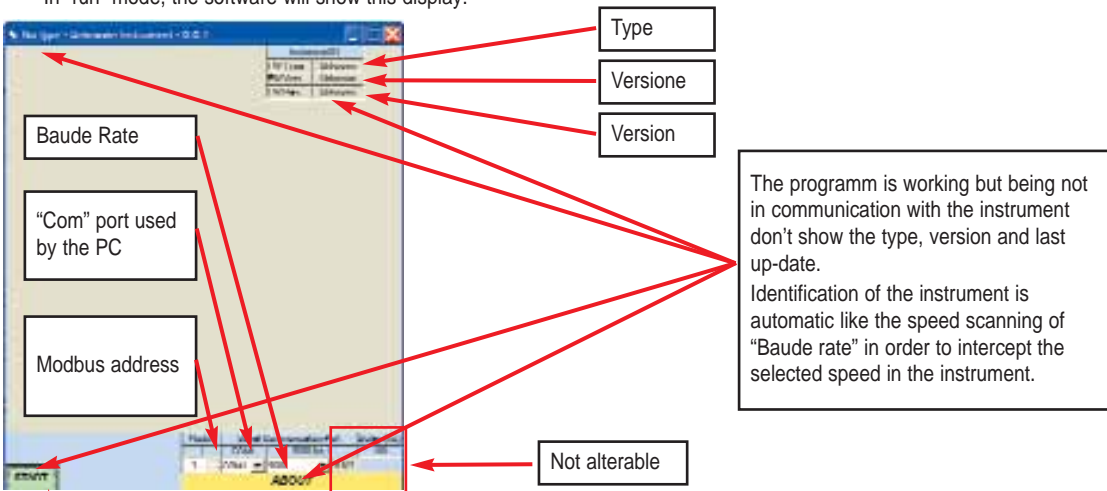 In "run" mode, the software will show this display:
Type
Versione
Version
Baude Rate
“Com” port used
by the PC
Modbus address
The programm is working but being not
in communication with the instrument
don’t show the type, version and last
up-date.
Identification of the instrument is
automatic like the speed scanning of
“Baude rate” in order to intercept the
selected speed in the instrument.
Not alterable
START
ABOUT